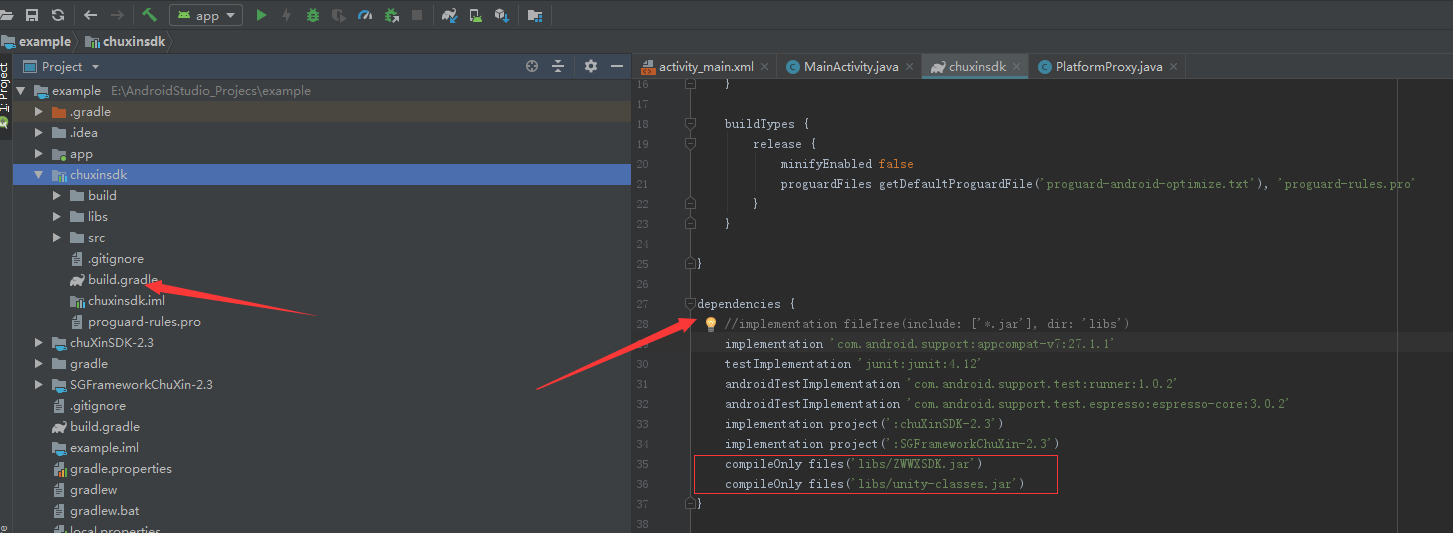 app
example chuxinsdk
1: Project
Project
example E:\AndroidStudio_Projecs\example
.gradle
.idea
app
chuxinsdk
build
libs
src
.gitignore
build.gradle
chuxinsdk.iml
proguard-rules.pro
chuXinSDK-2.3
gradle
SGFrameworkChuXin-2.3
.gitignore
build.gradle
example.iml
gradle.properties
gradlew
gradlew.bat
local.properties
activity_main.xml MainActivity.java chuxinsdk PlatformProxy.java
16 }
17
18 buildTypes {
19 release {
20 minifyEnabled false
21 proguardFiles getDefaultProguardFile('proguard-android-optimize.txt'), 'proguard-rules.pro'
22 }
23 }
24
25 }
26
27 dependencies {
28 //implementation fileTree(include: ['*.jar'], dir: 'libs')
implementation 'com.android.support:appcompat-v7:27.1.1'
30 testImplementation 'junit:junit:4.12'
31 androidTestImplementation 'com.android.support.test:runner:1.0.2'
32 androidTestImplementation 'com.android.support.test.espresso:espresso-core:3.0.2'
33 implementation project(':chuXinSDK-2.3')
34 implementation project(':SGFrameworkChuXin-2.3')
35 compileOnly files('libs/ZWWXSDK.jar')
36 compileOnly files('libs/unity-classes.jar')
37 }
38